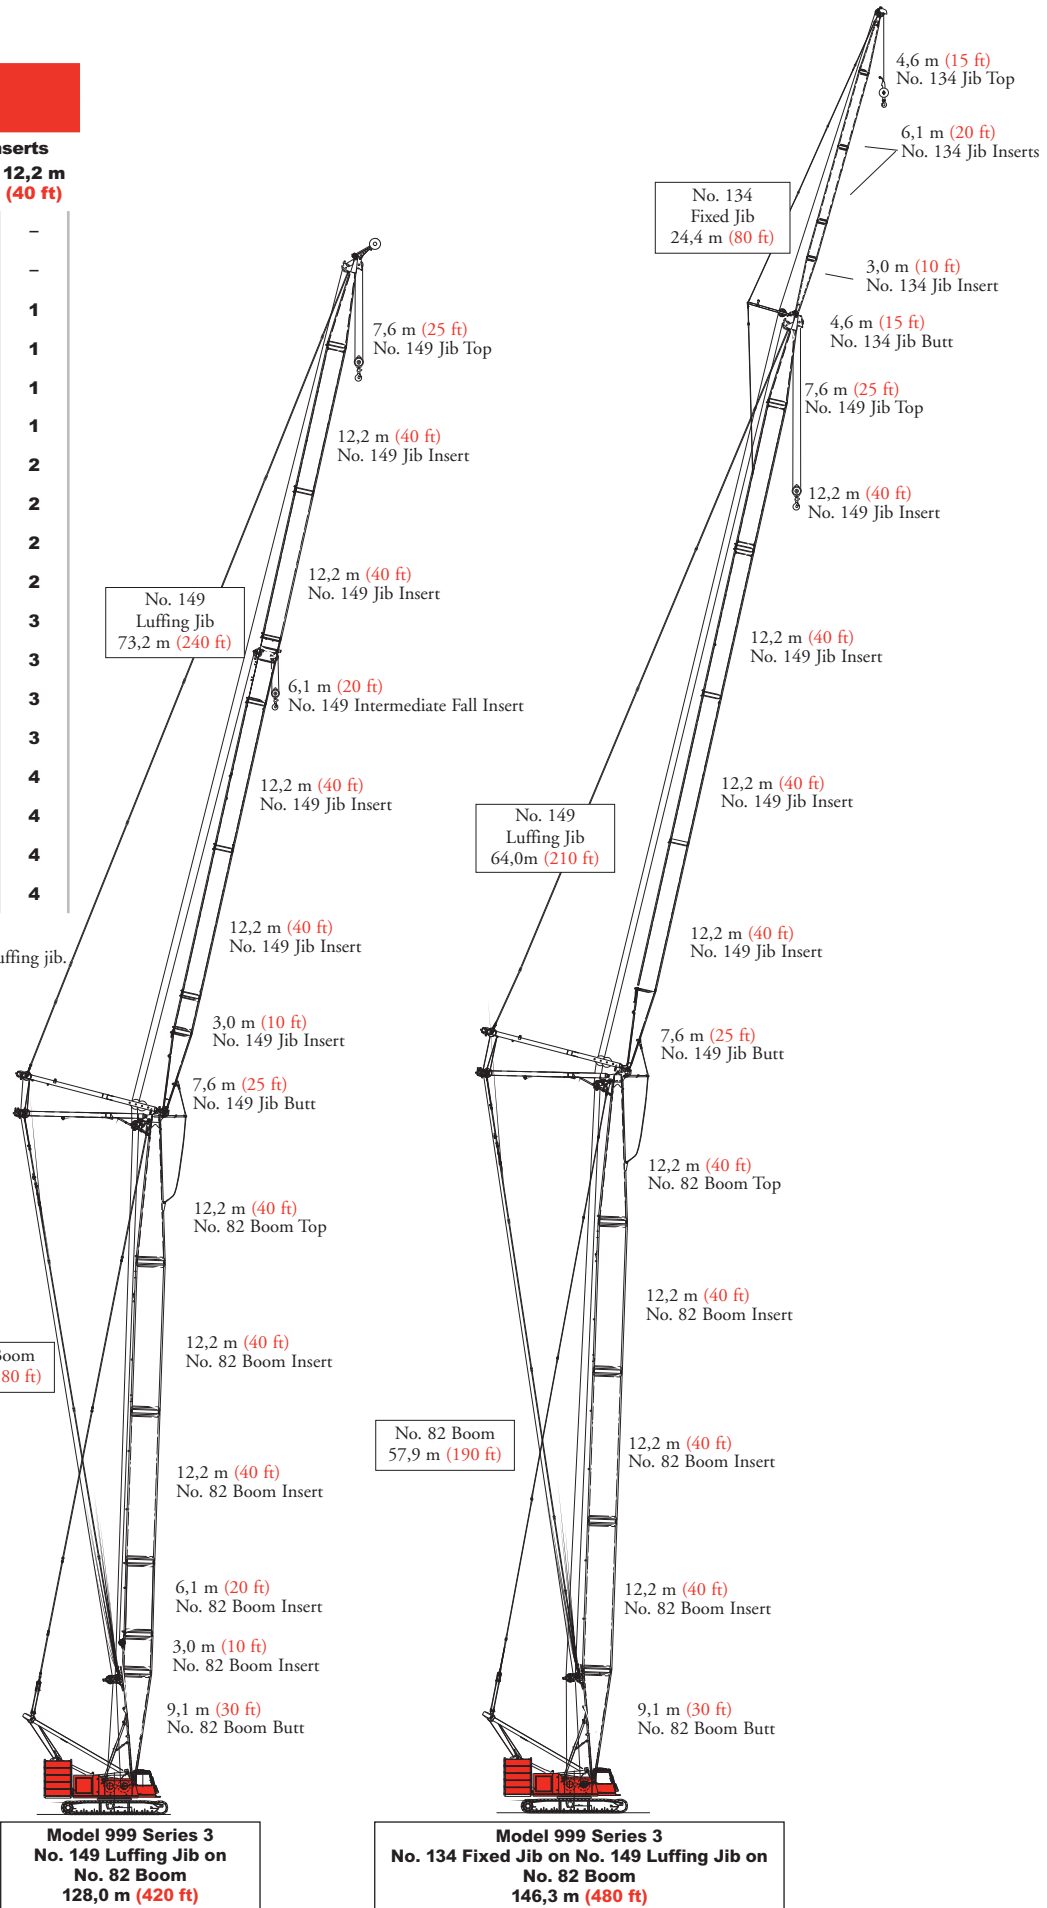 nserts
12,2 m
(40 ft)
–
–
1
1
1
1
2
2
2
2
3
3
3
3
4
4
4
4
uffing jib.
7,6 m (25 ft)
No. 149 Jib Top
12,2 m (40 ft)
No. 149 Jib Insert
12,2 m (40 ft)
No. 149 Jib Insert
No. 149
Luffing Jib
73,2 m (240 ft)
6,1 m (20 ft)
No. 149 Intermediate Fall Insert
12,2 m (40 ft)
No. 149 Jib Insert
12,2 m (40 ft)
No. 149 Jib Insert
3,0 m (10 ft)
No. 149 Jib Insert
7,6 m (25 ft)
No. 149 Jib Butt
12,2 m (40 ft)
No. 82 Boom Top
12,2 m (40 ft)
No. 82 Boom Insert
Boom
80 ft)
12,2 m (40 ft)
No. 82 Boom Insert
6,1 m (20 ft)
No. 82 Boom Insert
3,0 m (10 ft)
No. 82 Boom Insert
9,1 m (30 ft)
No. 82 Boom Butt
Model 999 Series 3
No. 149 Luffing Jib on
No. 82 Boom
128,0 m (420 ft)
4,6 m (15 ft)
No. 134 Jib Top
6,1 m (20 ft)
No. 134 Jib Inserts
No. 134
Fixed Jib
24,4 m (80 ft)
3,0 m (10 ft)
No. 134 Jib Insert
4,6 m (15 ft)
No. 134 Jib Butt
7,6 m (25 ft)
No. 149 Jib Top
12,2 m (40 ft)
No. 149 Jib Insert
12,2 m (40 ft)
No. 149 Jib Insert
12,2 m (40 ft)
No. 149 Jib Insert
No. 149
Luffing Jib
64,0m (210 ft)
12,2 m (40 ft)
No. 149 Jib Insert
7,6 m (25 ft)
No. 149 Jib Butt
12,2 m (40 ft)
No. 82 Boom Top
12,2 m (40 ft)
No. 82 Boom Insert
No. 82 Boom
57,9 m (190 ft)
12,2 m (40 ft)
No. 82 Boom Insert
12,2 m (40 ft)
No. 82 Boom Insert
9,1 m (30 ft)
No. 82 Boom Butt
Model 999 Series 3
No. 134 Fixed Jib on No. 149 Luffing Jib on
No. 82 Boom
146,3 m (480 ft)